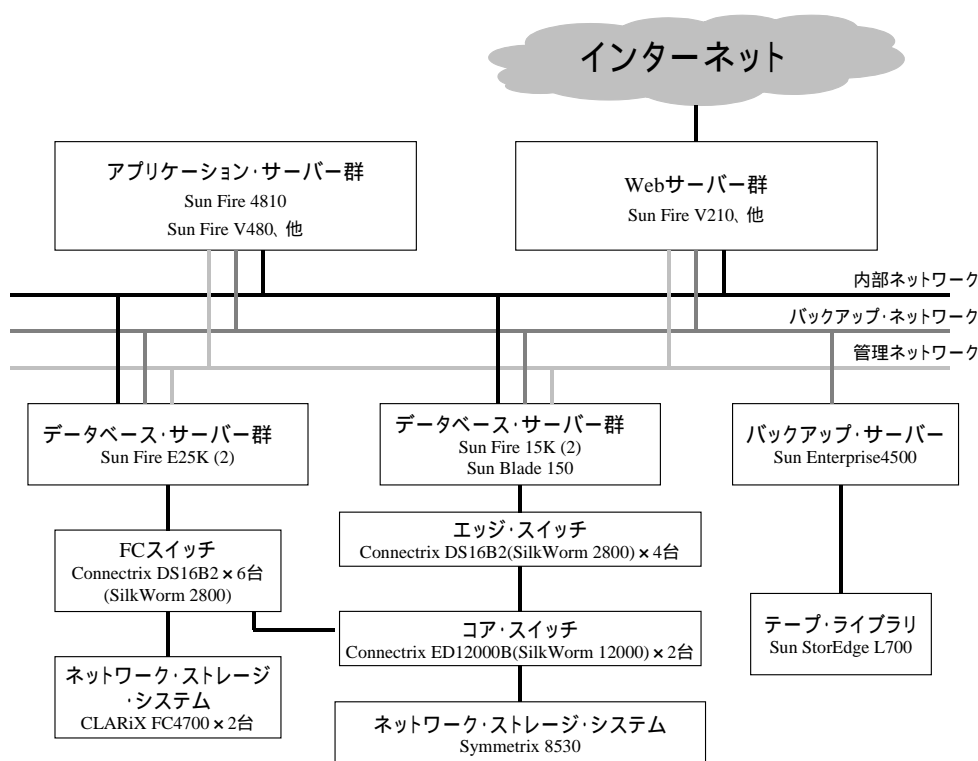 インターネット
アプリケーション・サーバー群
Sun Fire 4810
Sun Fire V480、他
Webサーバー群
Sun Fire V210、他
内部ネットワーク
バックアップ・ネットワーク
管理ネットワーク
データベース・サーバー群
Sun Fire E25K (2)
データベース・サーバー群
Sun Fire 15K (2)
Sun Blade 150
バックアップ・サーバー
Sun Enterprise4500
FCスイッチ
Connectrix DS16B2×6台
(SilkWorm 2800)
エッジ・スイッチ
Connectrix DS16B2(SilkWorm 2800)×4台
コア・スイッチ
Connectrix ED12000B(SilkWorm 12000)×2台
テープ・ライブラリ
Sun StorEdge L700
ネットワーク・ストレージ
・システム
CLARiX FC4700×2台
ネットワーク・ストレージ・システム
Symmetrix 8530